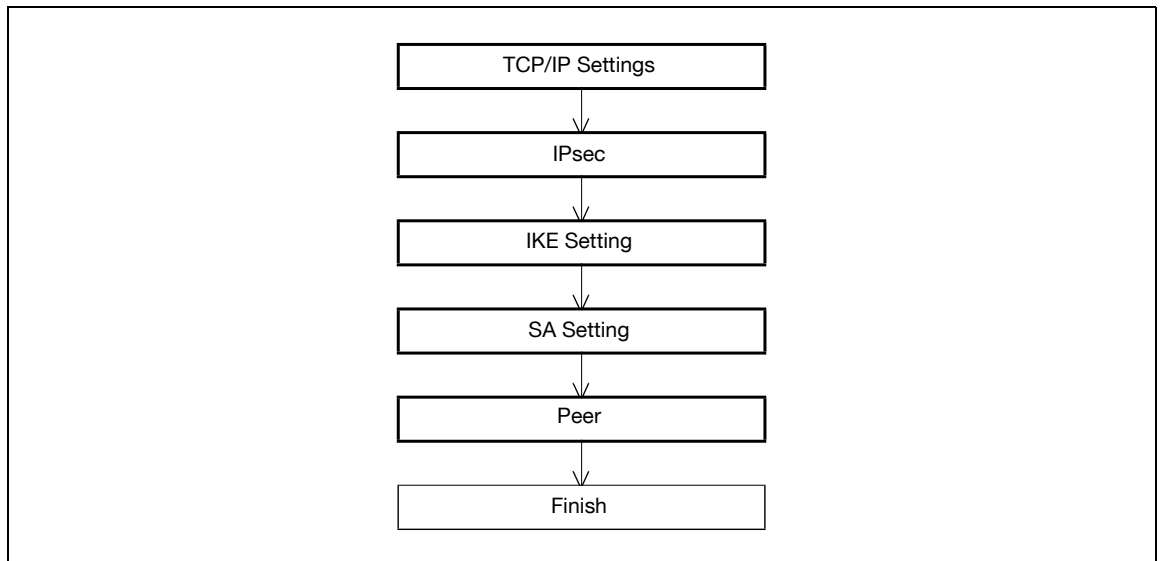 TCP/IP Settings
IPsec
IKE Setting
SA Setting
Peer
Finish